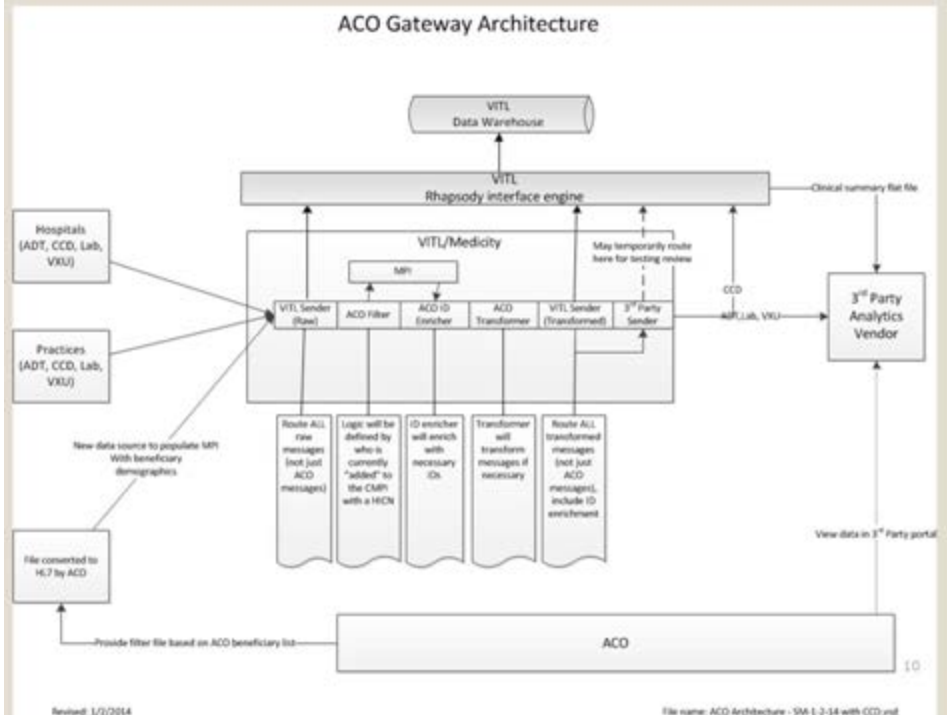 ACO Gateway Architecture
VITL
Data Warehouse
VITL
Rhapsody interface engine
Clinical summary flat file
Hospitals
(ADT, CCD, Lab,
VXU)
VITL/Medicity
May temporarily route
here for testing review
MPI
CCD
VITL Sender
(Raw)
ACO Filter
ACO ID
Enricher
ACO
Transformer
VITL Sender
(Transformed)
3rd Party
Sender
ADT, Lab, VXU
3rd Party
Analytics
Vendor
Practices
(ADT, CCD, Lab,
VXU)
Route ALL
raw
messages
(not just
ACO
messages)
Logic will be
defined by
who is
currently
"added" to
the CMPI
with a HICN
ID enricher
will enrich
with
necessary
IDs
Transformer
will
transform
messages if
necessary
Route ALL
transformed
messages
(not just
ACO
messages),
include ID
enrichment
New data source to populate MPI
With beneficiary
demographics
File converted to
HL7 by ACO
View data in 3rd Party portal
Provide filter file based on ACO beneficiary list
ACO
10
Revised: 1/2/2014
File name: ACO Architecture - SM-1-2-14 with CCD.vsd